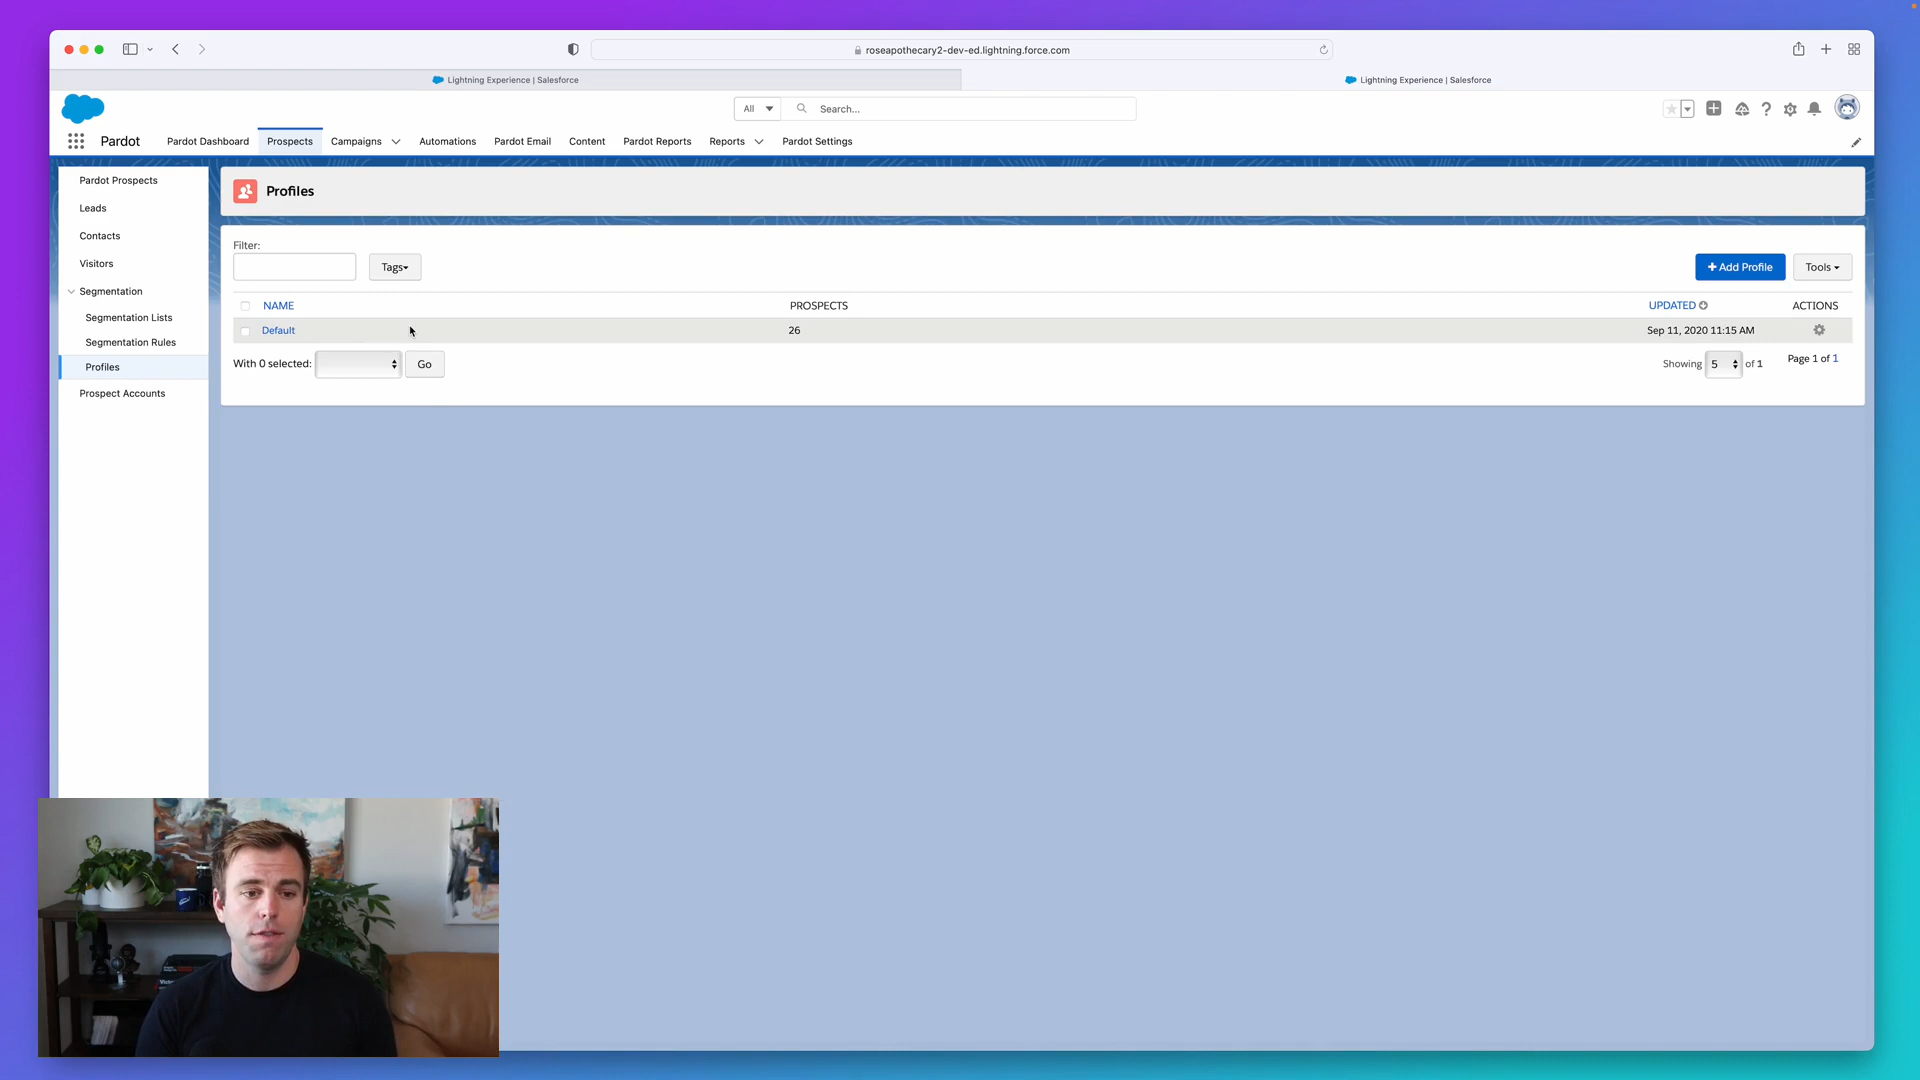 roseapothecary2-dev-ed.lightning.force.com
Lightning Experience | Salesforce
Lightning Experience | Salesforce
All
Search...
Pardot
Pardot Dashboard
Prospects
Campaigns
Automations
Pardot Email
Content
Pardot Reports
Reports
Pardot Settings
Pardot Prospects
Leads
Contacts
Visitors
Segmentation
Segmentation Lists
Segmentation Rules
Profiles
Prospect Accounts
Profiles
Filter:
Tags
+ Add Profile
Tools
NAME PROSPECTS UPDATED ACTIONS
Default 26 Sep 11, 2020 11:15 AM
With 0 selected: Go
Showing 5 of 1
Page 1 of 1